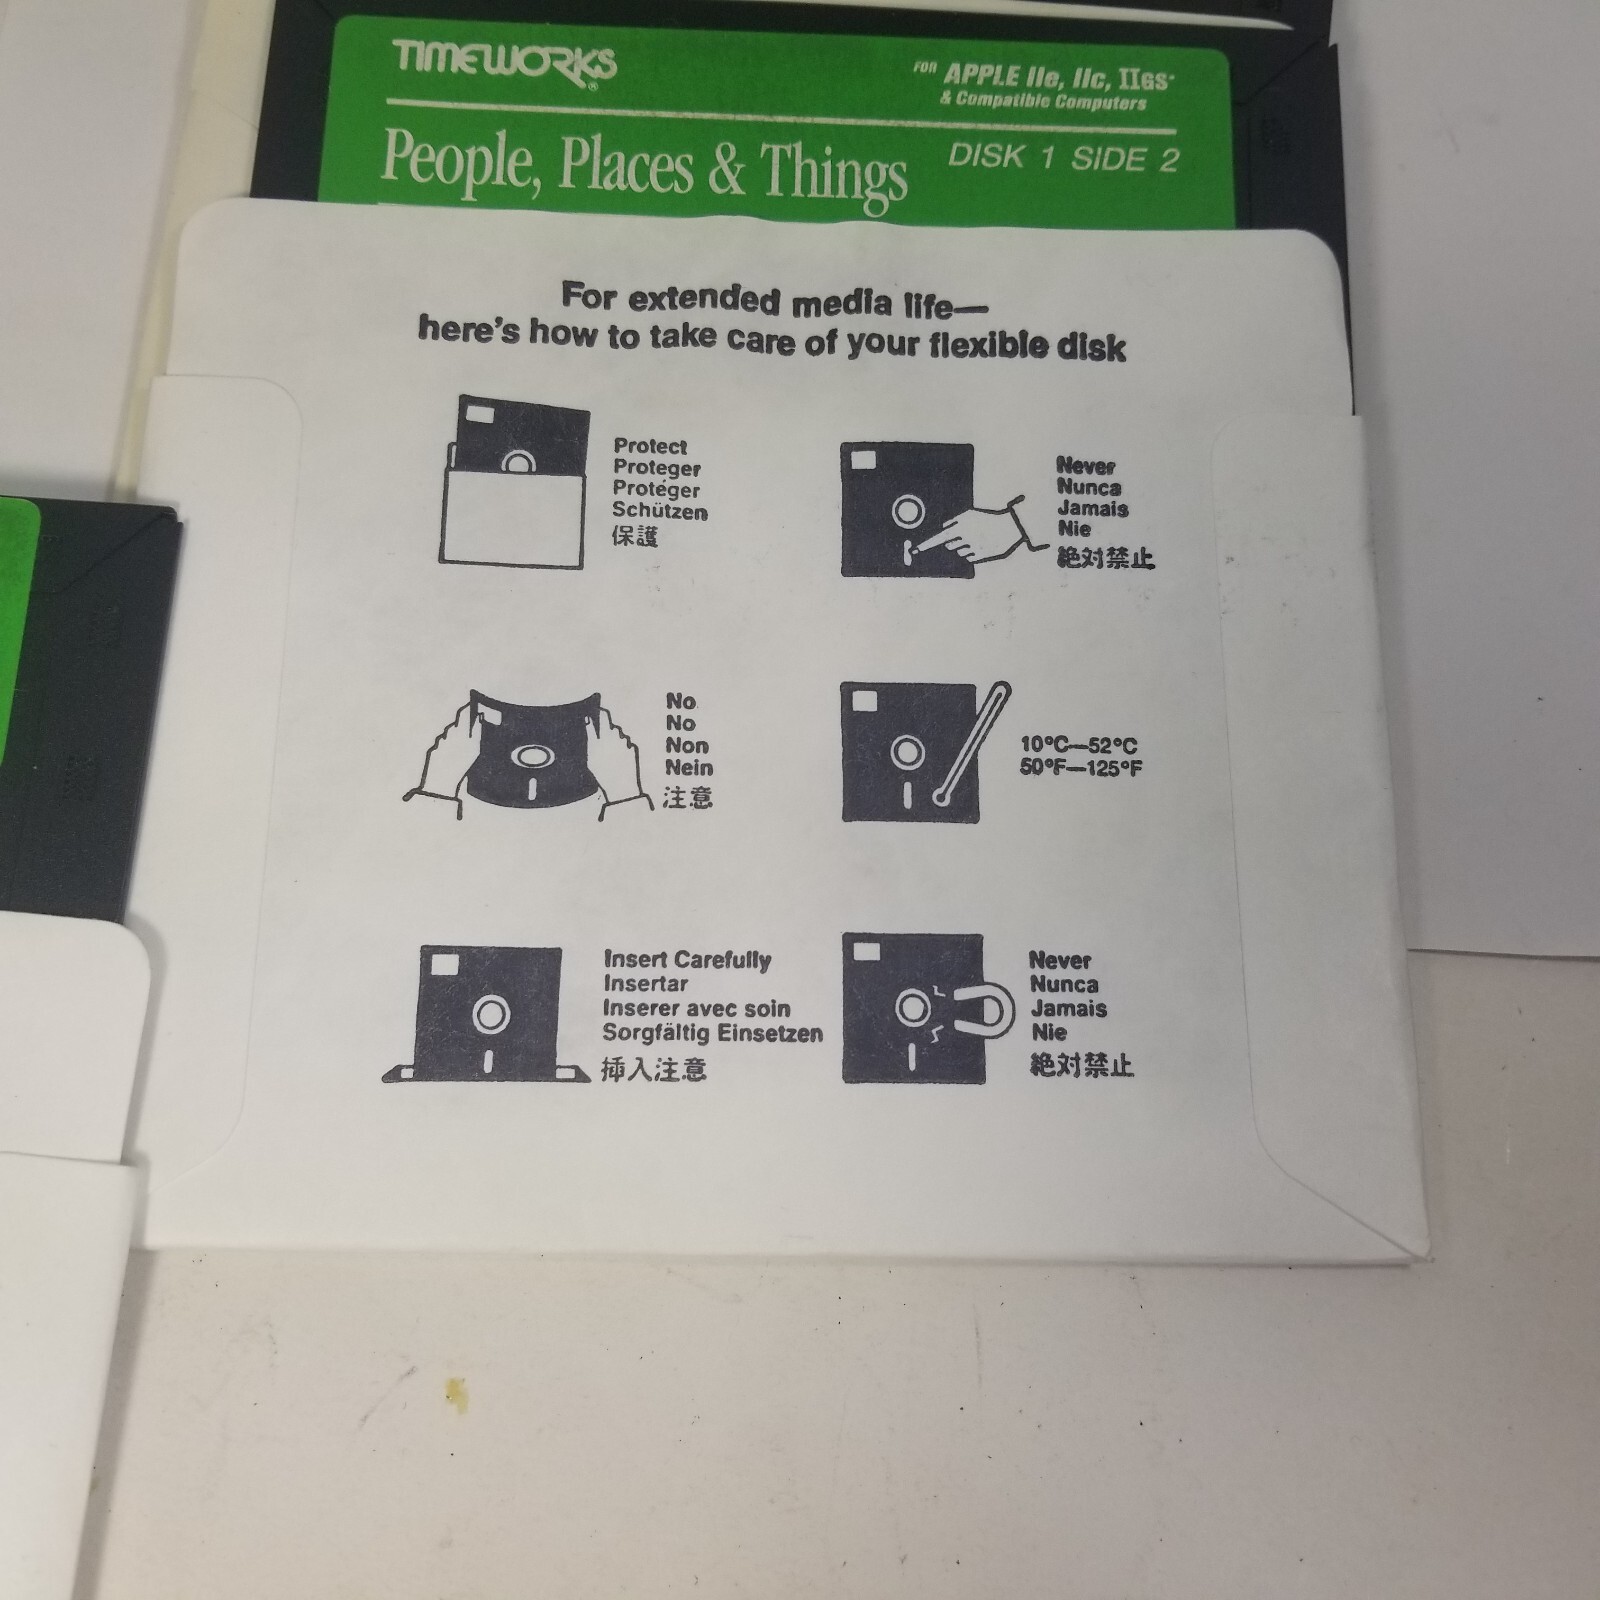 TIMEWORKS®
FOR APPLE IIe, IIc, IIGS
& Compatible Computers
People, Places & Things
DISK 1 SIDE 2
For extended media life—
here's how to take care of your flexible disk
Protect
Proteger
Protéger
Schützen
保護
Never
Nunca
Jamais
Nie
絶対禁止
No
No
Non
Nein
注意
10°C—52°C
50°F—125°F
Insert Carefully
Insertar
Inserer avec soin
Sorgfältig Einsetzen
挿入注意
Never
Nunca
Jamais
Nie
絶対禁止